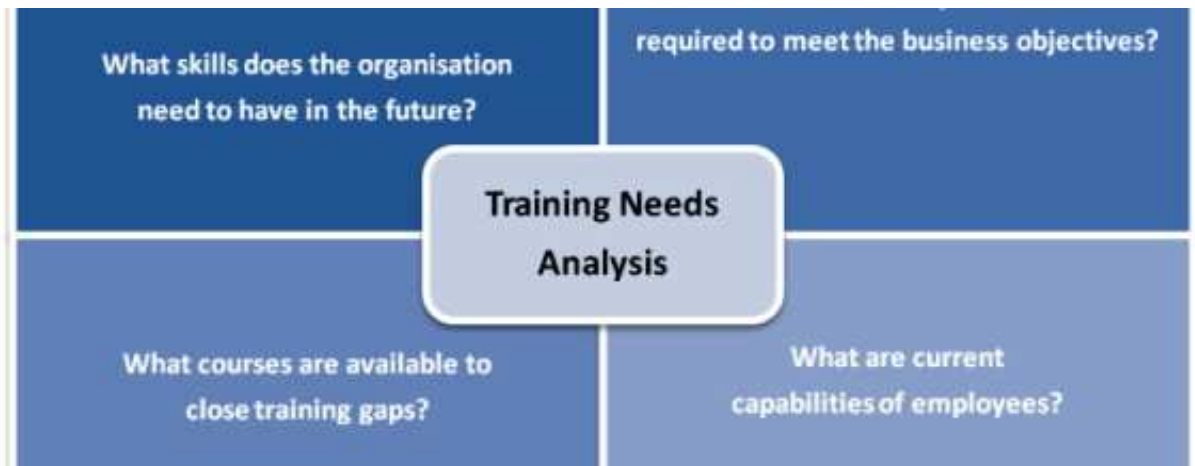 What skills does the organisation
need to have in the future?
required to meet the business objectives?
Training Needs
Analysis
What courses are available to
close training gaps?
What are current
capabilities of employees?